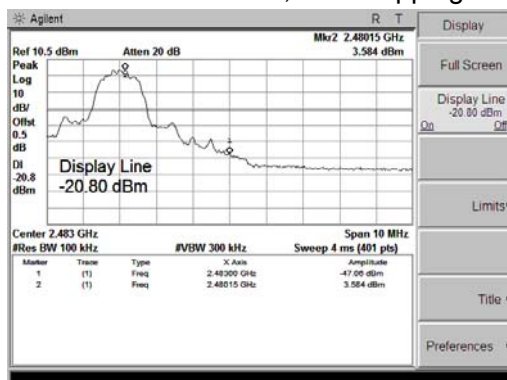 Agilent
R T
Display
Mkr2 2.48015 GHz
Ref 10.5 dBm Atten 20 dB 3.584 dBm
Peak
Log
10
dB/
Offst
0.5
dB
DI
-20.8
dBm
Display Line
-20.80 dBm
Center 2.483 GHz Span 10 MHz
#Res BW 100 kHz #VBW 300 kHz Sweep 4 ms (401 pts)
Marker Trace Type X Axis Amplitude
1 (1) Freq 2.48300 GHz -47.06 dBm
2 (1) Freq 2.48015 GHz 3.584 dBm
Full Screen
Display Line
-20.80 dBm
On Off
Limits
Title
Preferences